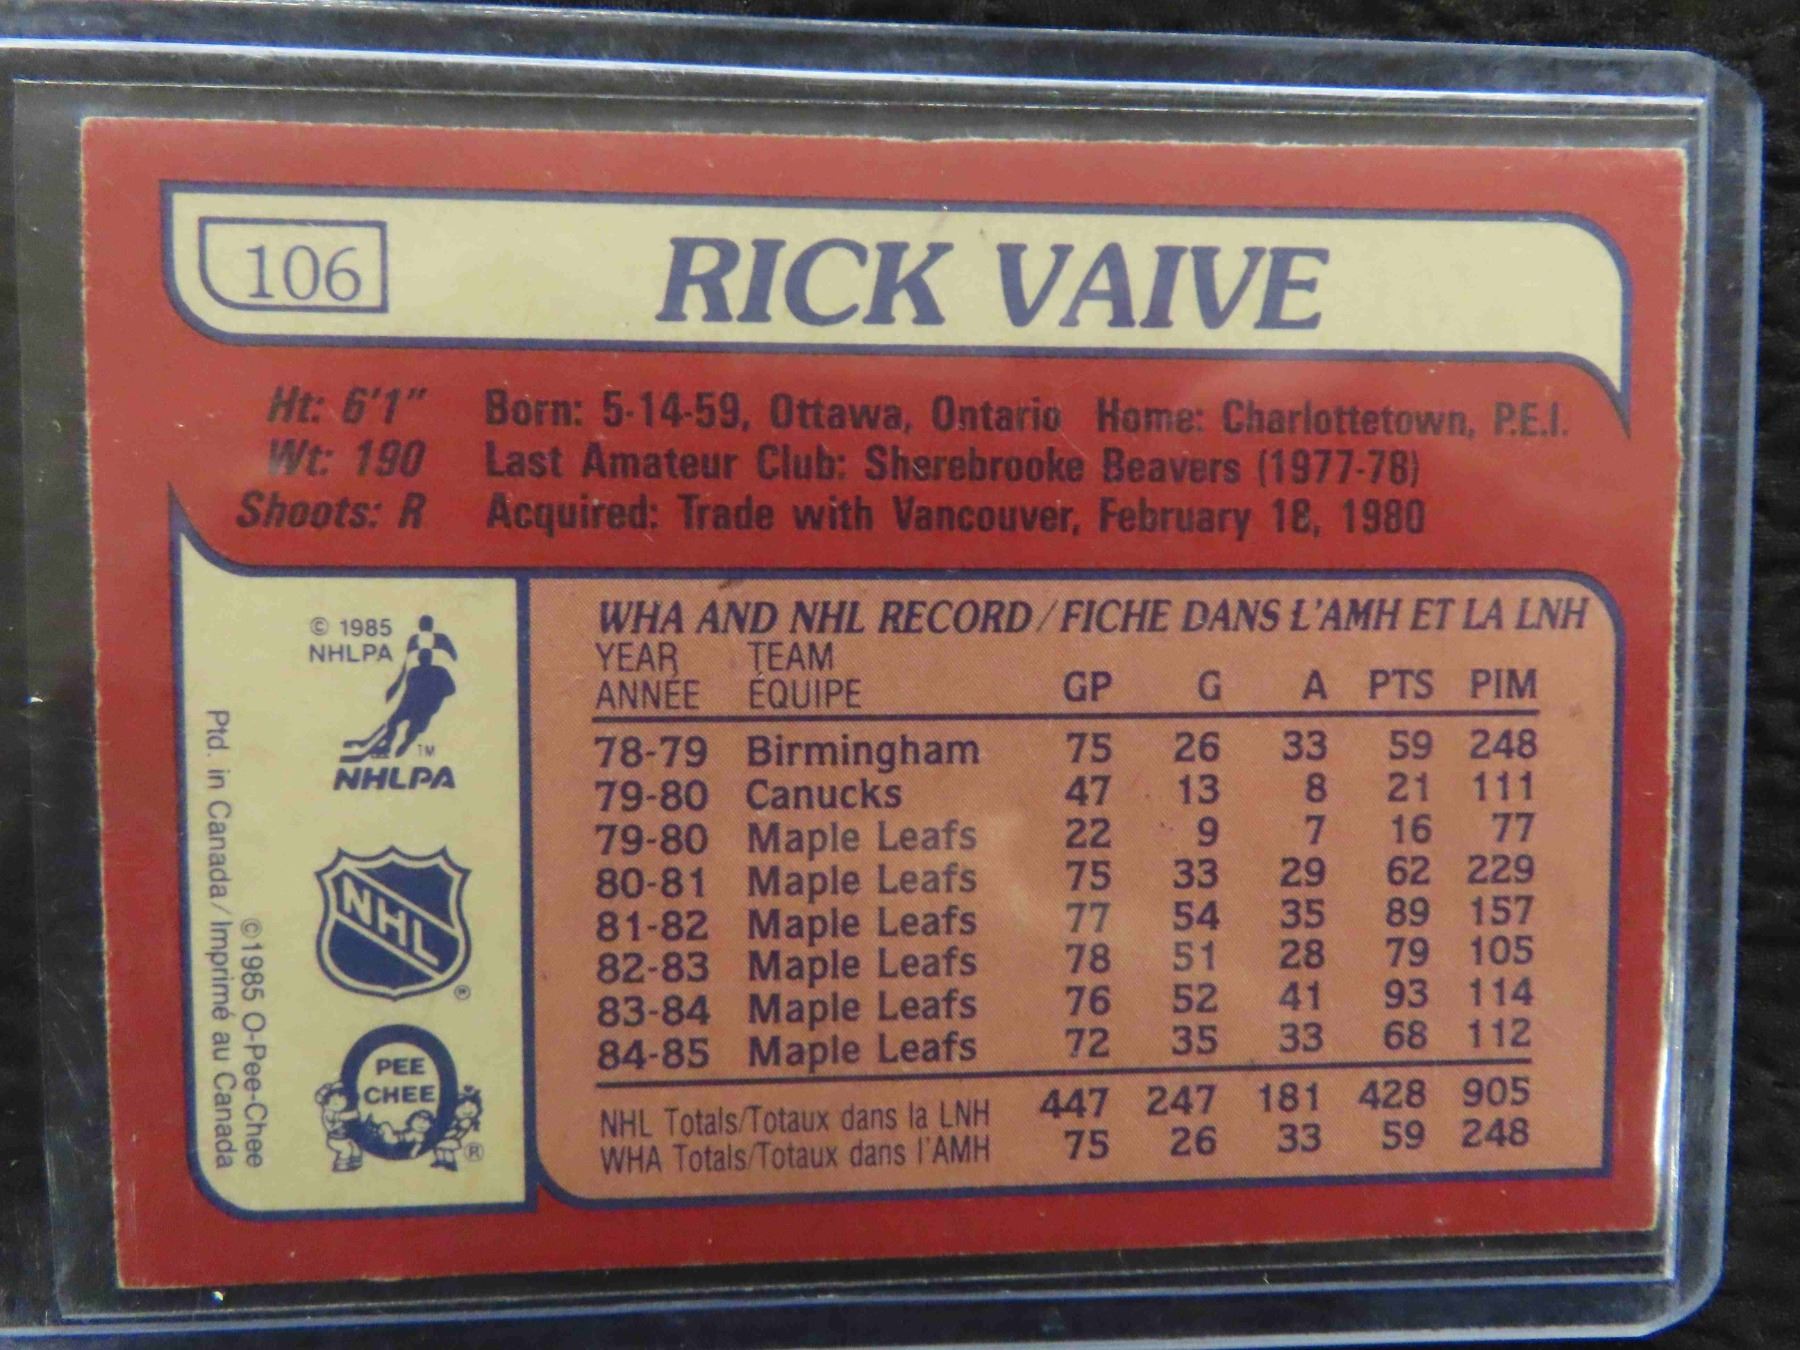 106 RICK VAIVE
Ht: 6'1" Born: 5-14-59, Ottawa, Ontario Home: Charlottetown, P.E.I.
Wt: 190 Last Amateur Club: Sherebrooke Beavers (1977-78)
Shoots: R Acquired: Trade with Vancouver, February 18, 1980
© 1985
NHLPA
TM
NHLPA
NHL
®
PEE
CHEE
®
©1985 O-Pee-Chee
Ptd. in Canada/Imprimé au Canada
WHA AND NHL RECORD/FICHE DANS L'AMH ET LA LNH
YEAR TEAM
ANNÉE ÉQUIPE GP G A PTS PIM
78-79 Birmingham 75 26 33 59 248
79-80 Canucks 47 13 8 21 111
79-80 Maple Leafs 22 9 7 16 77
80-81 Maple Leafs 75 33 29 62 229
81-82 Maple Leafs 77 54 35 89 157
82-83 Maple Leafs 78 51 28 79 105
83-84 Maple Leafs 76 52 41 93 114
84-85 Maple Leafs 72 35 33 68 112
NHL Totals/Totaux dans la LNH 447 247 181 428 905
WHA Totals/Totaux dans l'AMH 75 26 33 59 248